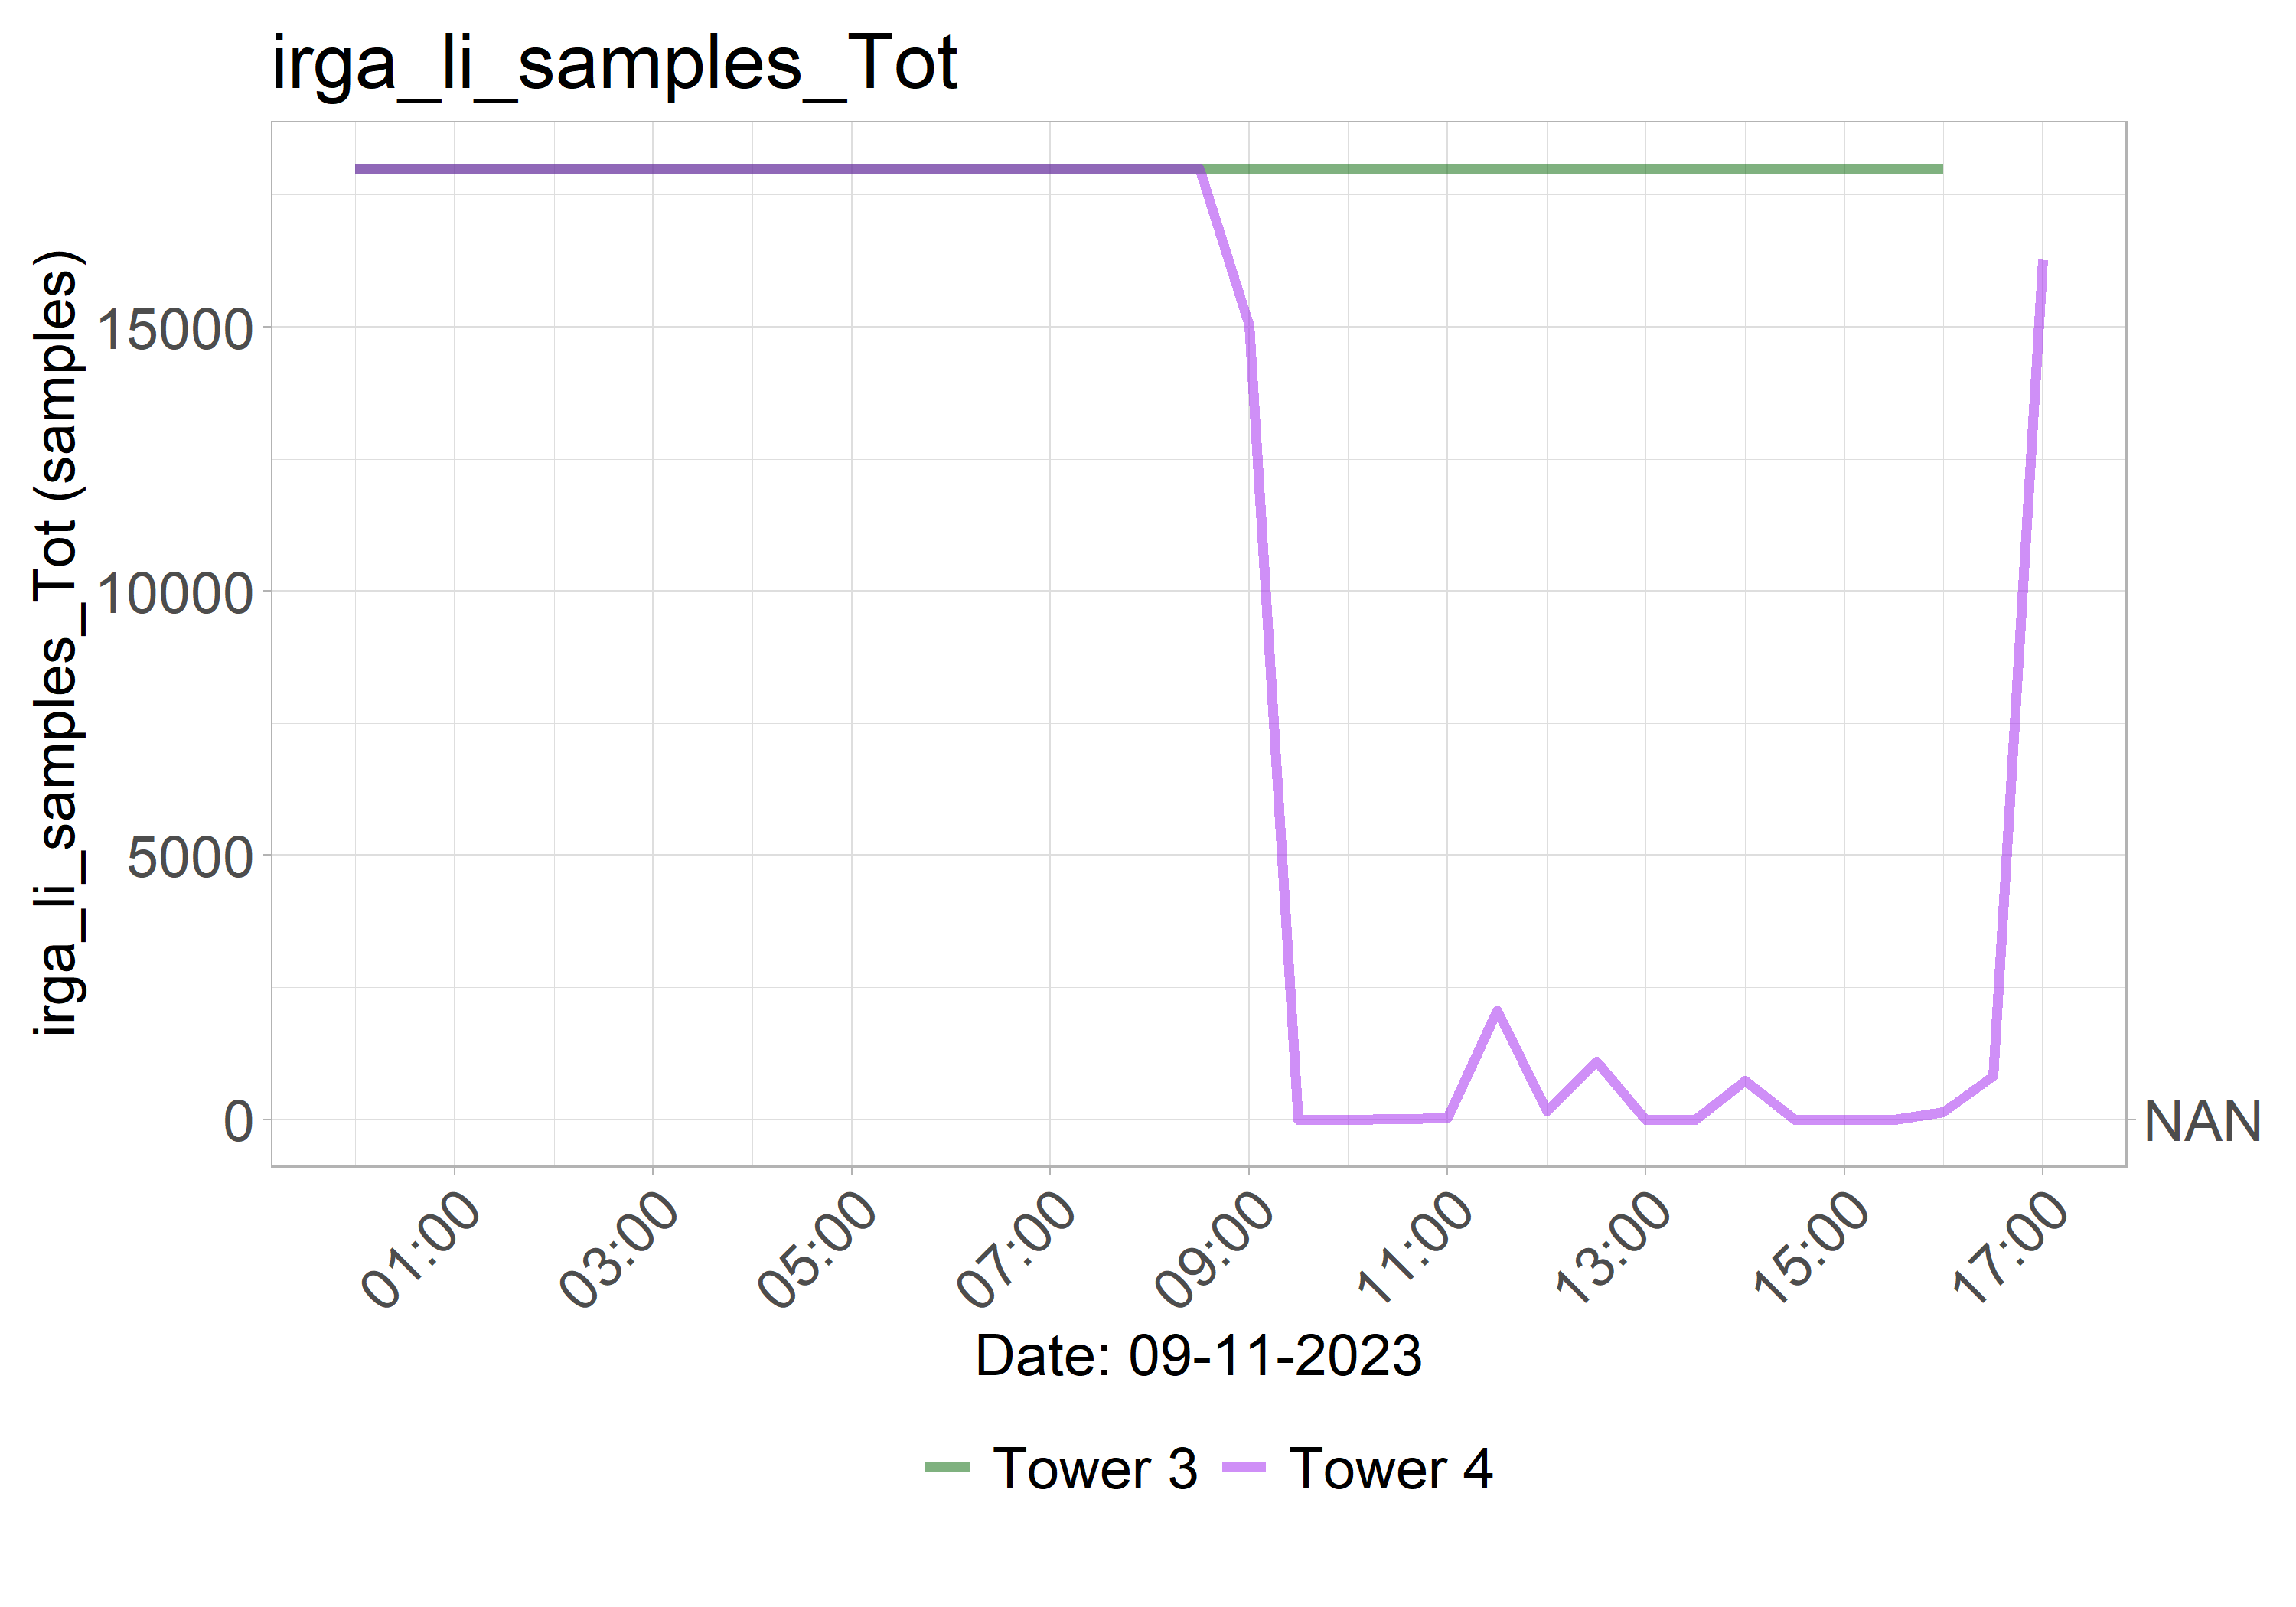 irga_li_samples_Tot
irga_li_samples_Tot (samples)
15000
10000
5000
0
NAN
01:00
03:00
05:00
07:00
09:00
11:00
13:00
15:00
17:00
Date: 09-11-2023
Tower 3
Tower 4